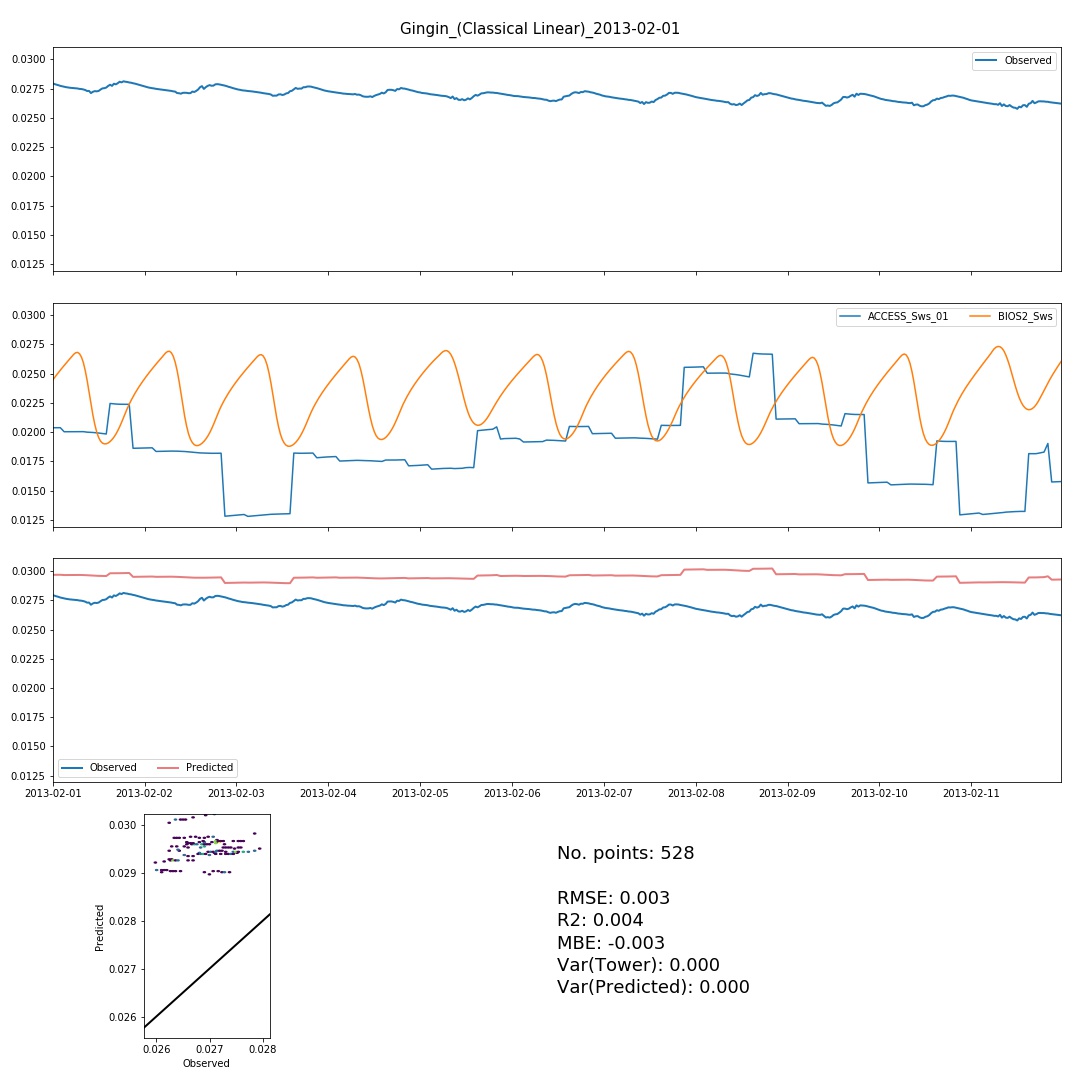 Gingin_(Classical Linear)_2013-02-01
0.0300
0.0275
0.0250
0.0225
0.0200
0.0175
0.0150
0.0125
Observed
0.0300
0.0275
0.0250
0.0225
0.0200
0.0175
0.0150
0.0125
ACCESS_Sws_01 BIOS2_Sws
0.0300
0.0275
0.0250
0.0225
0.0200
0.0175
0.0150
0.0125
Observed Predicted
2013-02-01 2013-02-02 2013-02-03 2013-02-04 2013-02-05 2013-02-06 2013-02-07 2013-02-08 2013-02-09 2013-02-10 2013-02-11
0.030
0.029
0.028
0.027
0.026
Predicted
0.026 0.027 0.028
Observed
No. points: 528
RMSE: 0.003
R2: 0.004
MBE: -0.003
Var(Tower): 0.000
Var(Predicted): 0.000